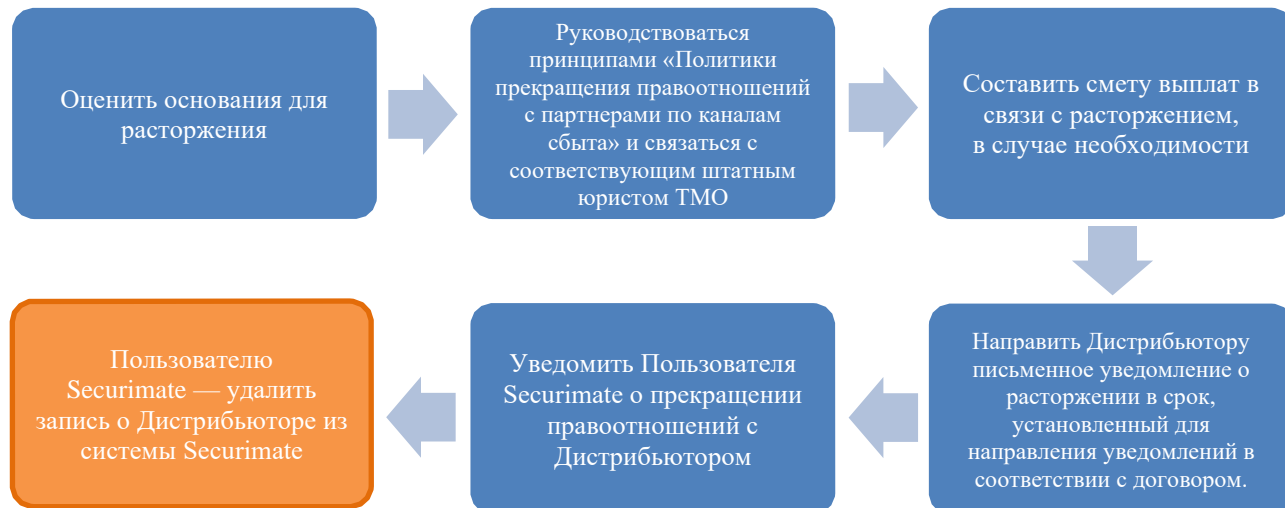 Оценить основания для
расторжения
Руководствоваться
принципами «Политики
прекращения правоотношений
с партнерами по каналам
сбыта» и связаться с
соответствующим штатным
юристом ТМО
Составить смету выплат в
связи с расторжением,
в случае необходимости
Направить Дистрибьютору
письменное уведомление о
расторжении в срок,
установленный для
направления уведомлений в
соответствии с договором.
Уведомить Пользователя
Securimate о прекращении
правоотношений с
Дистрибьютором
Пользователю
Securimate — удалить
запись о Дистрибьюторе из
системы Securimate